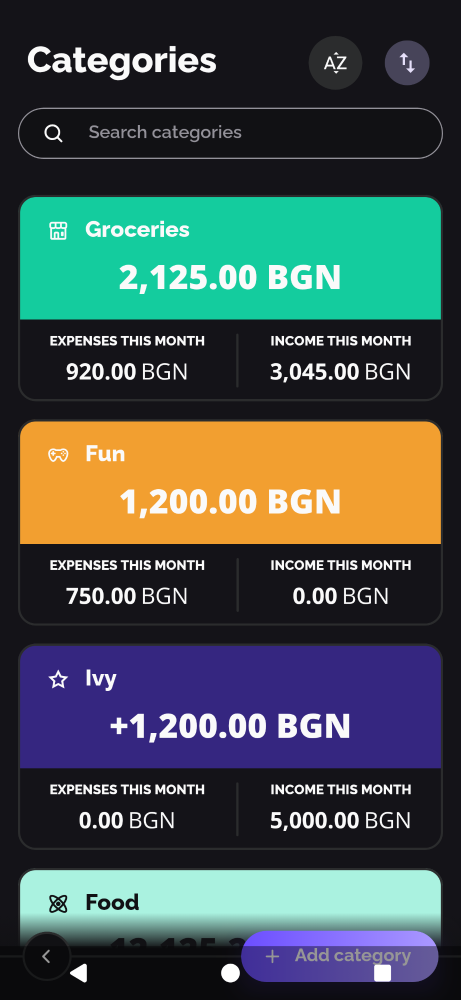 Categories
AZ
Search categories
Groceries
2,125.00 BGN
EXPENSES THIS MONTH INCOME THIS MONTH
920.00 BGN 3,045.00 BGN
Fun
1,200.00 BGN
EXPENSES THIS MONTH INCOME THIS MONTH
750.00 BGN 0.00 BGN
Ivy
+1,200.00 BGN
EXPENSES THIS MONTH INCOME THIS MONTH
0.00 BGN 5,000.00 BGN
Food
+ Add category